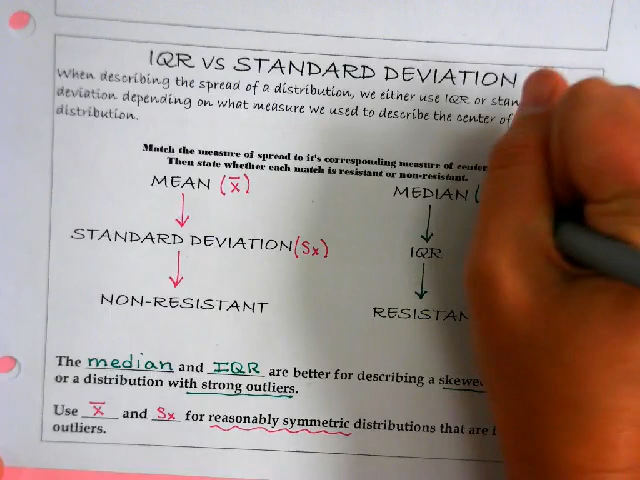 IQR VS STANDARD DEVIATION
When describing the spread of a distribution, we either use IQR or stan
deviation depending on what measure we used to describe the center of
distribution.
Match the measure of spread to it's corresponding measure of center
Then state whether each match is resistant or non-resistant.
MEAN (x̅) MEDIAN (
STANDARD DEVIATION (Sx) IQR
NON-RESISTANT RESISTAN
The median and IQR are better for describing a skewe
or a distribution with strong outliers.
Use x̅ and Sx for reasonably symmetric distributions that are
outliers.